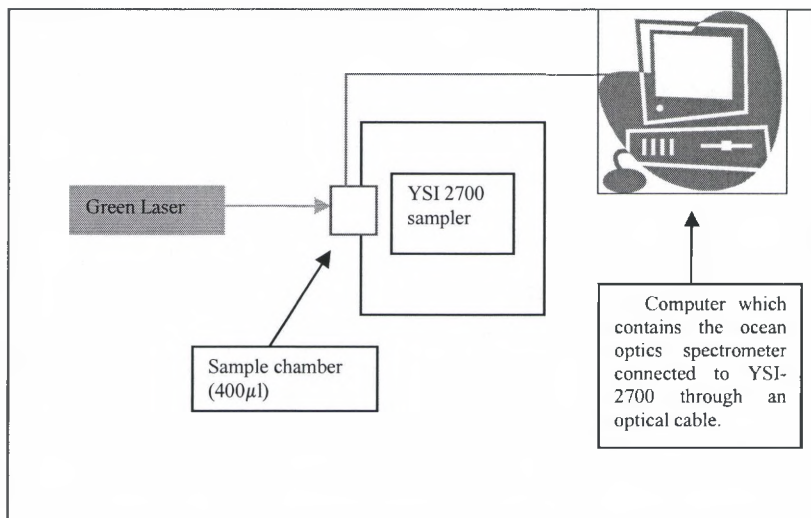 Green Laser
YSI 2700
sampler
Sample chamber
(400µl)
Computer which
contains the ocean
optics spectrometer
connected to YSI-
2700 through an
optical cable.